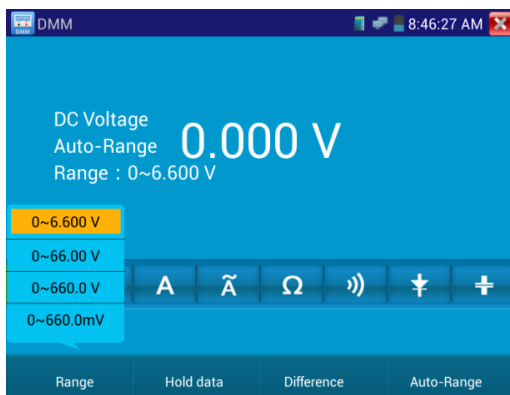 DMM
DMM
8:46:27 AM
DC Voltage
Auto-Range
0.000 V
Range : 0~6.600 V
0~6.600 V
0~66.00 V
0~660.0 V
0~660.0mV
A
Ã
Ω
Range
Hold data
Difference
Auto-Range